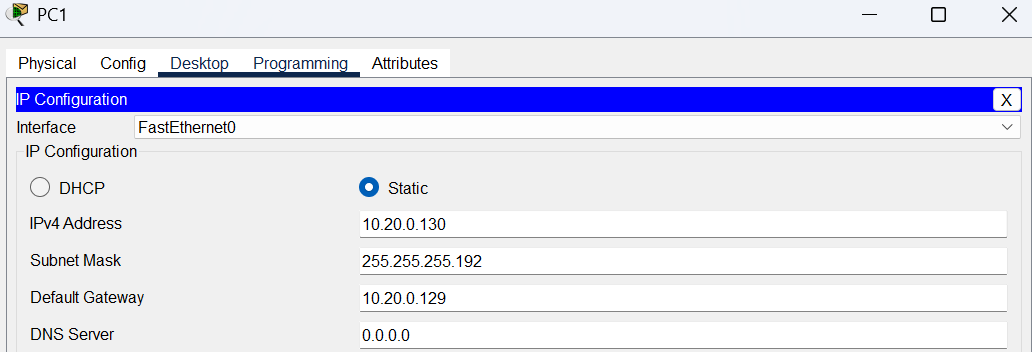 PC1
Physical Config Desktop Programming Attributes
IP Configuration X
Interface FastEthernet0
IP Configuration
DHCP Static
IPv4 Address 10.20.0.130
Subnet Mask 255.255.255.192
Default Gateway 10.20.0.129
DNS Server 0.0.0.0